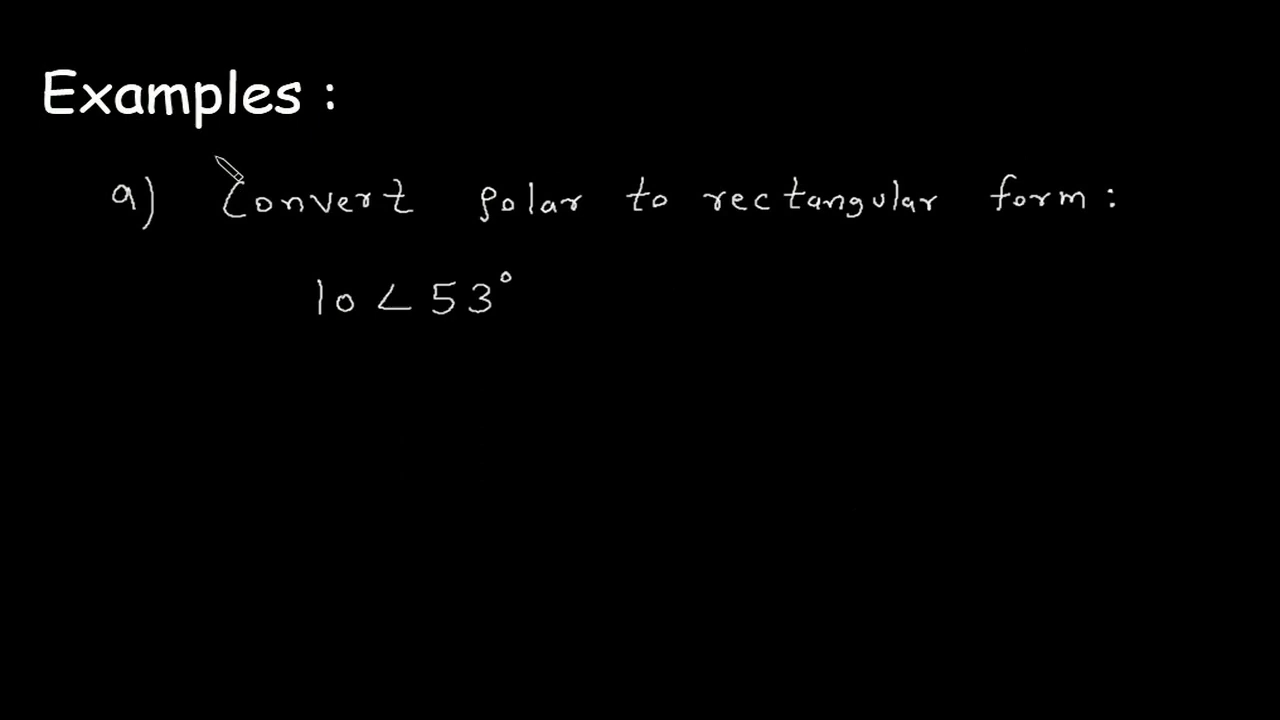 Examples :
a) Convert polar to rectangular form :
10 ∠ 53°